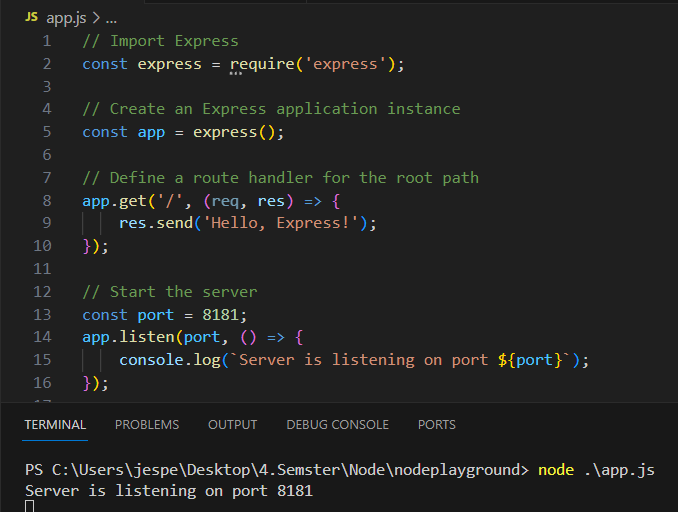 JS app.js > ...
1 // Import Express
2 const express = require('express');
3
4 // Create an Express application instance
5 const app = express();
6
7 // Define a route handler for the root path
8 app.get('/', (req, res) => {
9     res.send('Hello, Express!');
10 });
11
12 // Start the server
13 const port = 8181;
14 app.listen(port, () => {
15     console.log(`Server is listening on port ${port}`);
16 });
TERMINAL PROBLEMS OUTPUT DEBUG CONSOLE PORTS
PS C:\Users\jespe\Desktop\4.Semster\Node\nodeplayground> node .\app.js
Server is listening on port 8181